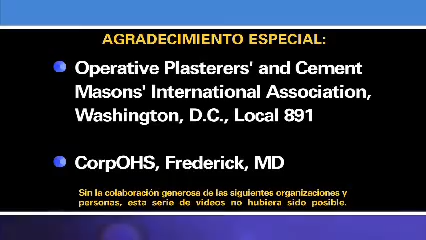 AGRADECIMIENTO ESPECIAL:
Operative Plasterers' and Cement
Masons' International Association,
Washington, D.C., Local 891
CorpOHS, Frederick, MD
Sin la colaboración generosa de las siguientes organizaciones y
personas, esta serie de videos no hubiera sido posible.